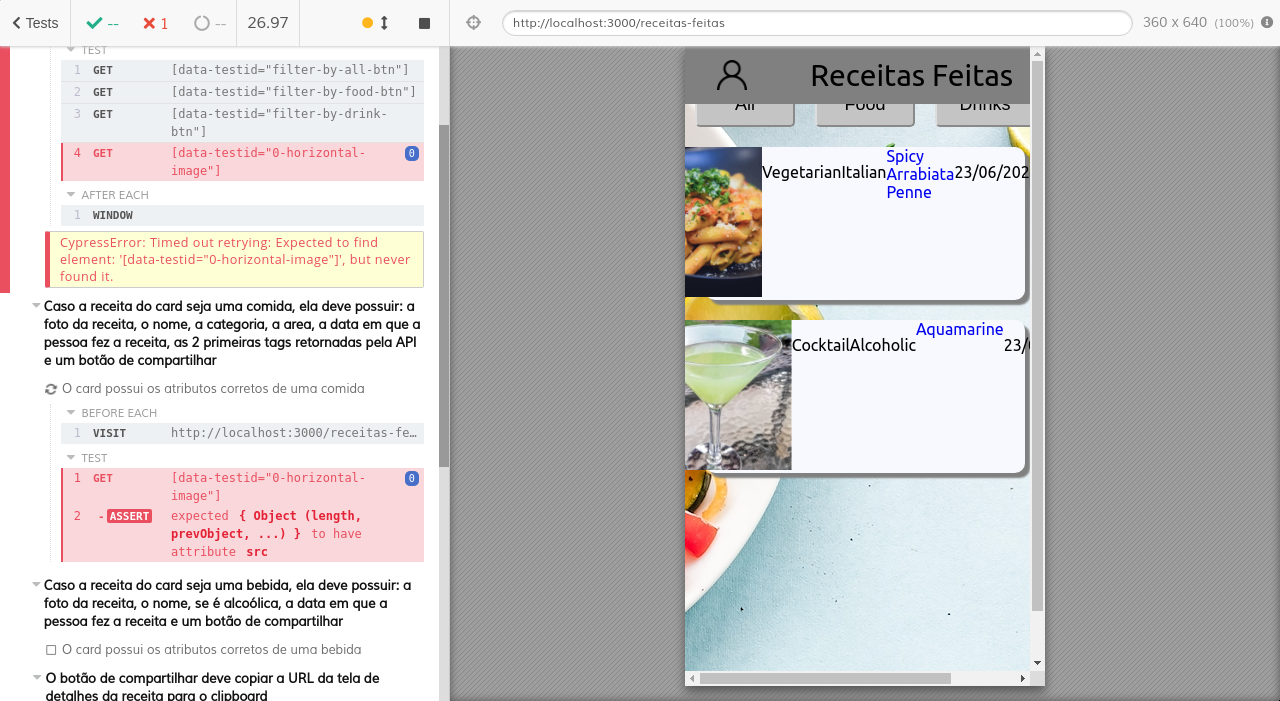 Tests
--
1
--
26.97
http://localhost:3000/receitas-feitas
360 x 640 (100%)
TEST
1 GET [data-testid="filter-by-all-btn"]
2 GET [data-testid="filter-by-food-btn"]
3 GET [data-testid="filter-by-drink-
btn"]
4 GET [data-testid="0-horizontal-
image"] 0
AFTER EACH
1 WINDOW
CypressError: Timed out retrying: Expected to find
element: '[data-testid="0-horizontal-image"]', but never
found it.
Caso a receita do card seja uma comida, ela deve possuir: a
foto da receita, o nome, a categoria, a area, a data em que a
pessoa fez a receita, as 2 primeiras tags retornadas pela API
e um botão de compartilhar
O card possui os atributos corretos de uma comida
BEFORE EACH
1 VISIT http://localhost:3000/receitas-fe…
TEST
1 GET [data-testid="0-horizontal-
image"] 0
2 -ASSERT expected { Object (length,
prevObject, ...) } to have
attribute src
Caso a receita do card seja uma bebida, ela deve possuir: a
foto da receita, o nome, se é alcoólica, a data em que a
pessoa fez a receita e um botão de compartilhar
O card possui os atributos corretos de uma bebida
O botão de compartilhar deve copiar a URL da tela de
detalhes da receita para o clipboard
Receitas Feitas
All
Food
Drinks
VegetarianItalian
Spicy
Arrabiata
Penne
23/06/202
CocktailAlcoholic
Aquamarine
23/